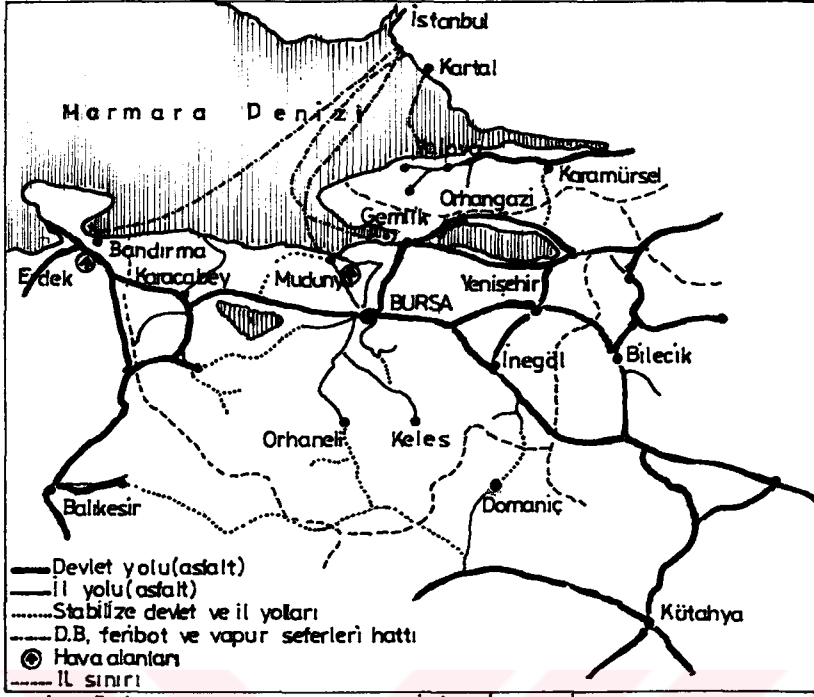 İstanbul
Kartal
Marmara Denizi
Karamürsel
Orhangazi
Gemlik
Bandırma
Erdek
Karacabey
Mudunya
Yenişehir
BURSA
İnegöl
Bilecik
Orhaneli
Keles
Domaniç
Balıkesir
Kütahya
Devlet yolu(asfalt)
İl yolu(asfalt)
Stabilize devlet ve il yolları
D.B, feribot ve vapur seferleri hattı
Hava alanları
İL sınırı